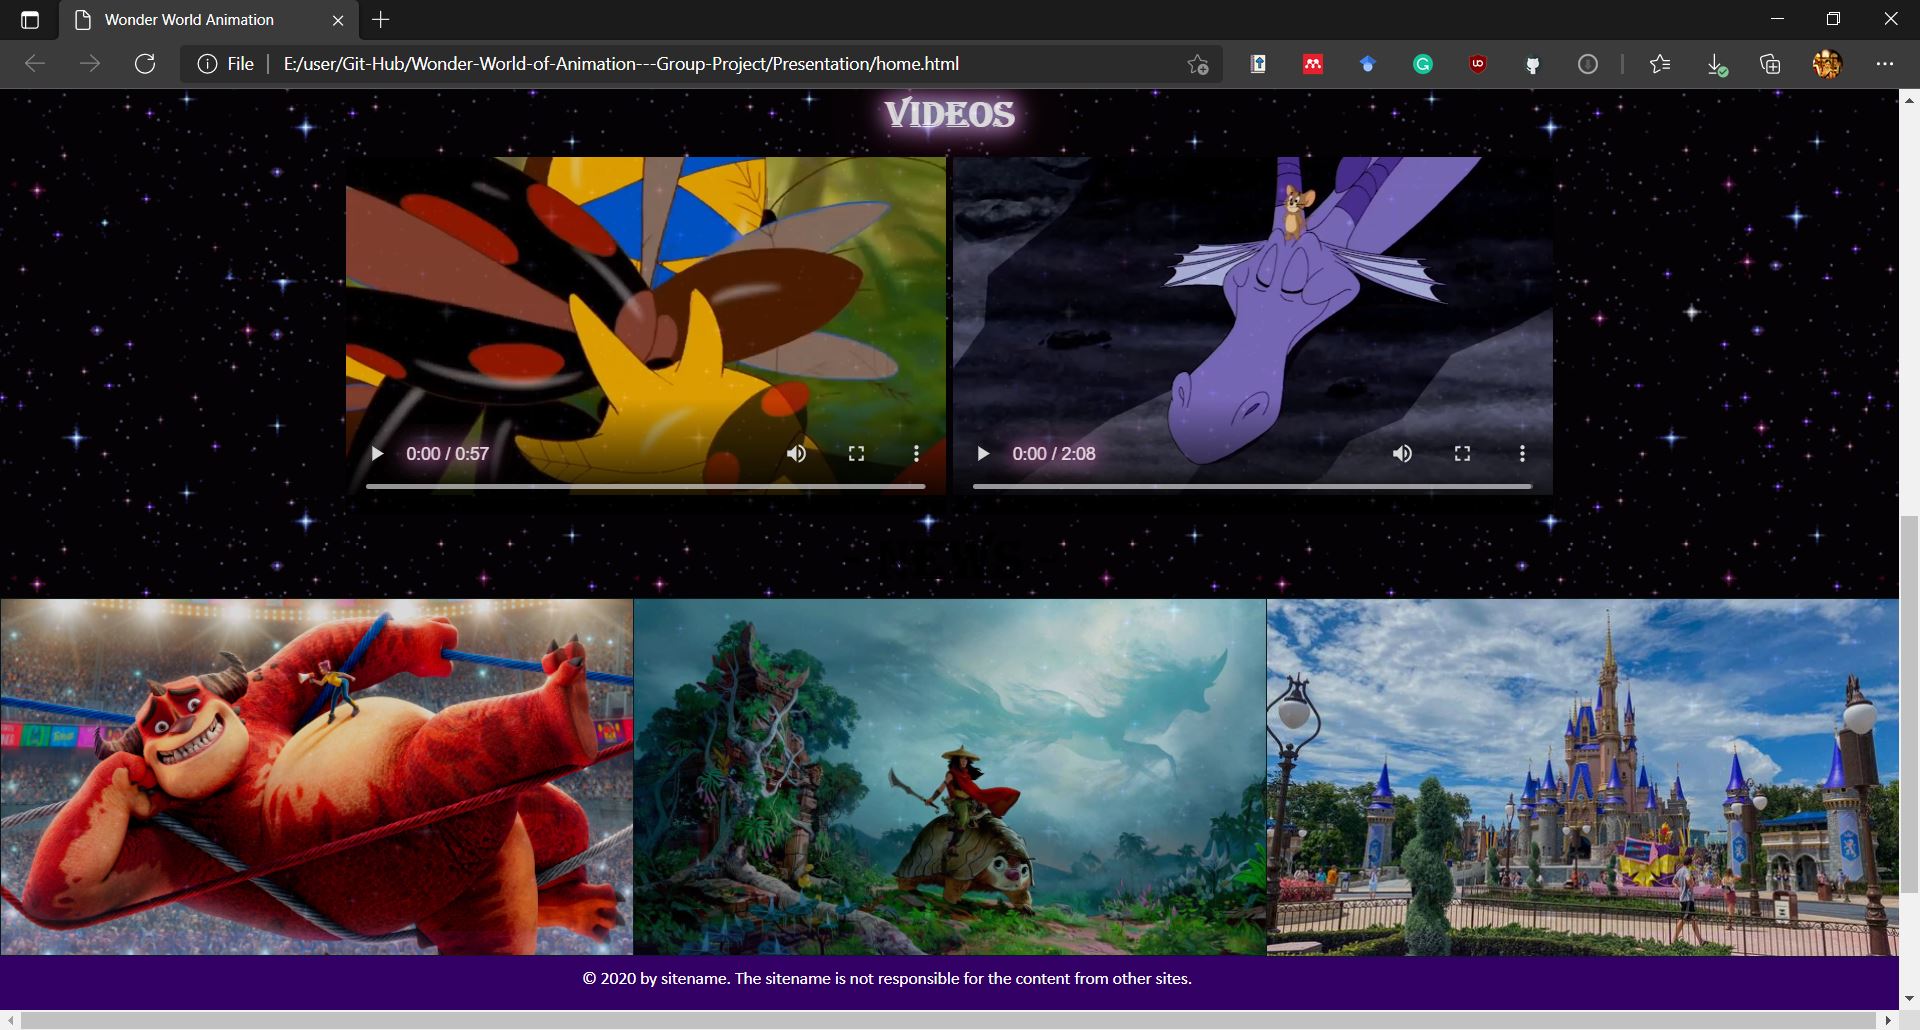 Wonder World Animation
File
E:/user/Git-Hub/Wonder-World-of-Animation---Group-Project/Presentation/home.html
VIDEOS
0:00 / 0:57
0:00 / 2:08
NEWS
© 2020 by sitename. The sitename is not responsible for the content from other sites.